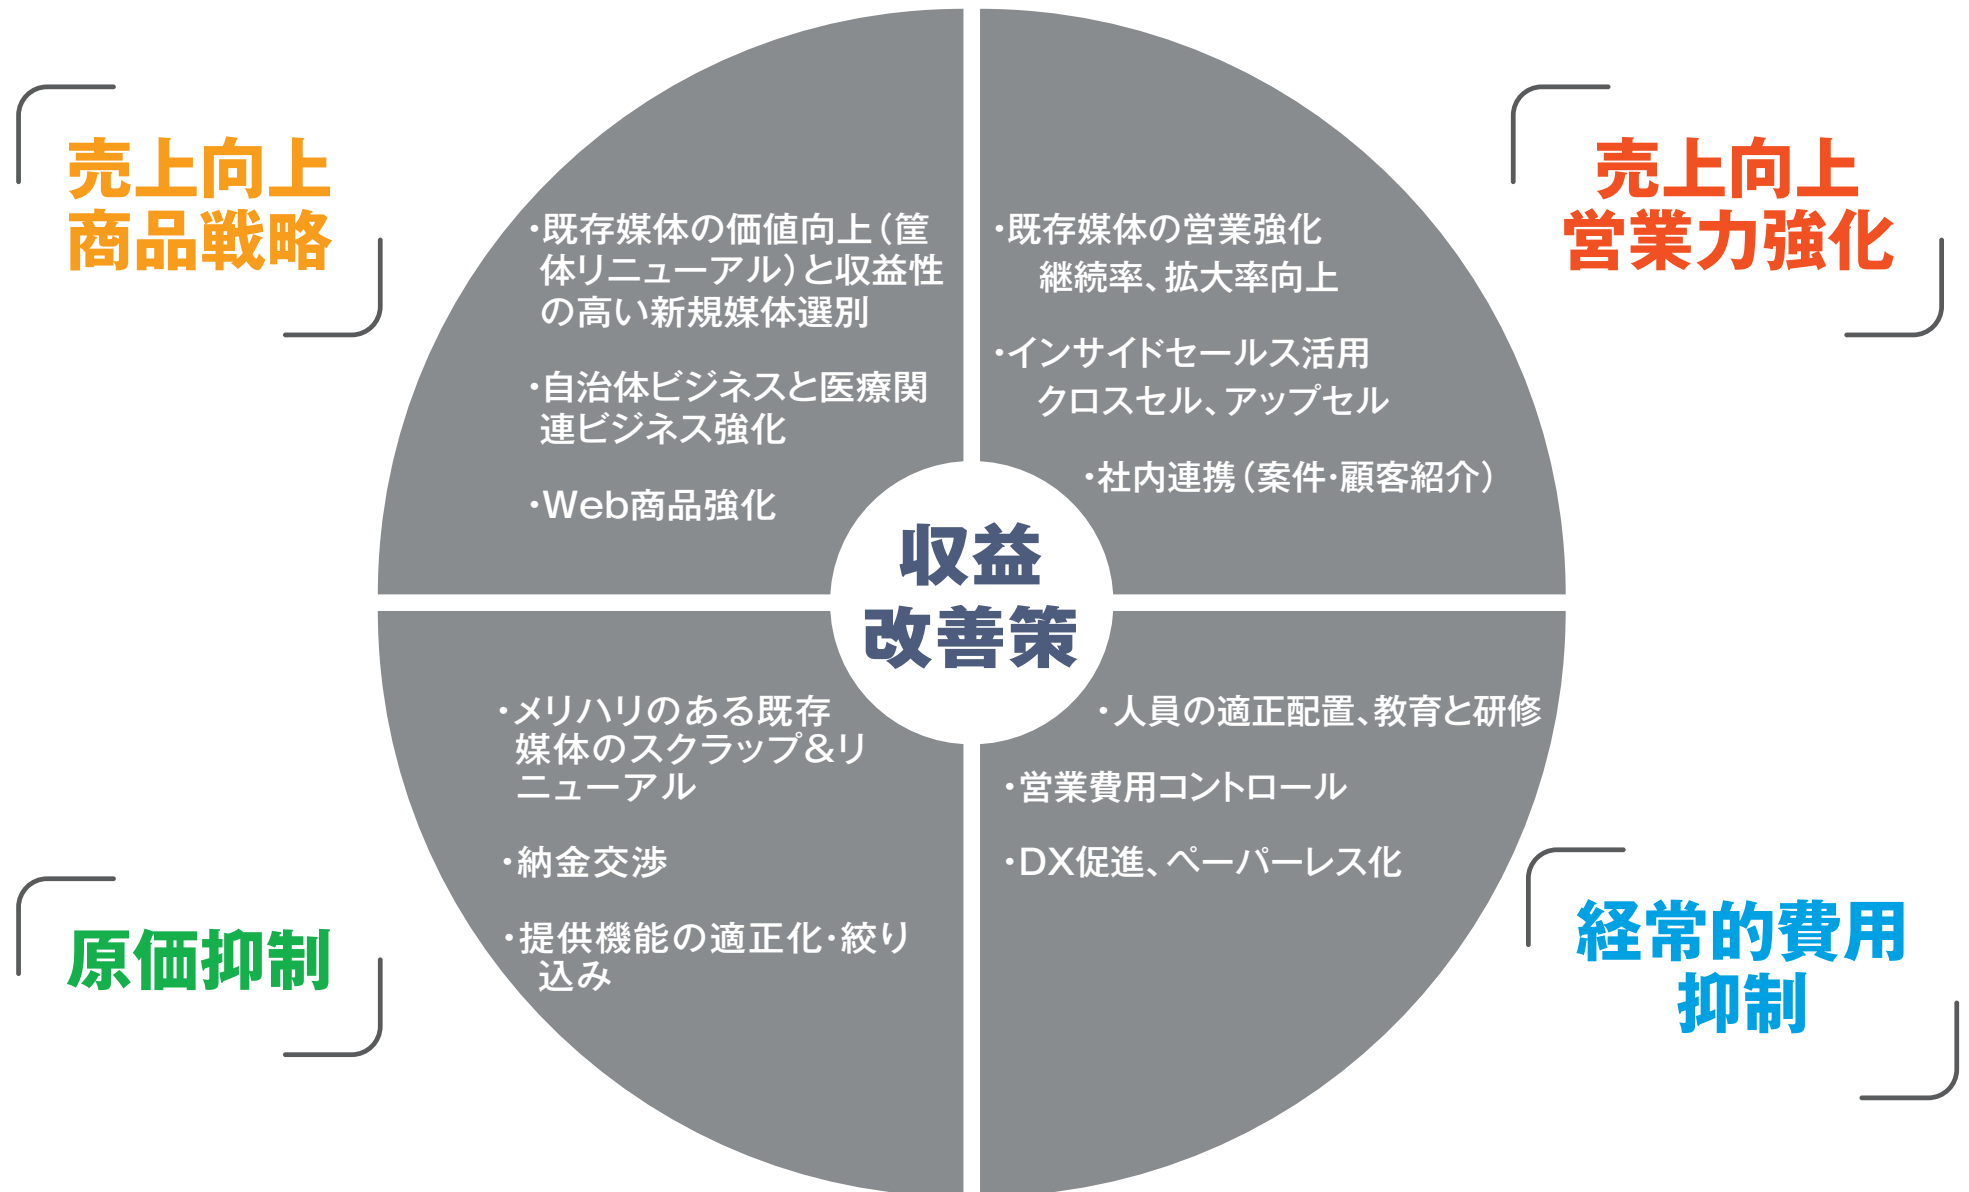 売上向上
商品戦略
・既存媒体の価値向上（筐
体リニューアル）と収益性
の高い新規媒体選別
・自治体ビジネスと医療関
連ビジネス強化
・Web商品強化
売上向上
営業力強化
・既存媒体の営業強化
継続率、拡大率向上
・インサイドセールス活用
クロスセル、アップセル
・社内連携（案件・顧客紹介）
収益
改善策
原価抑制
・メリハリのある既存
媒体のスクラップ&リ
ニューアル
・納金交渉
・提供機能の適正化・絞り
込み
・人員の適正配置、教育と研修
・営業費用コントロール
・DX促進、ペーパーレス化
経常的費用
抑制